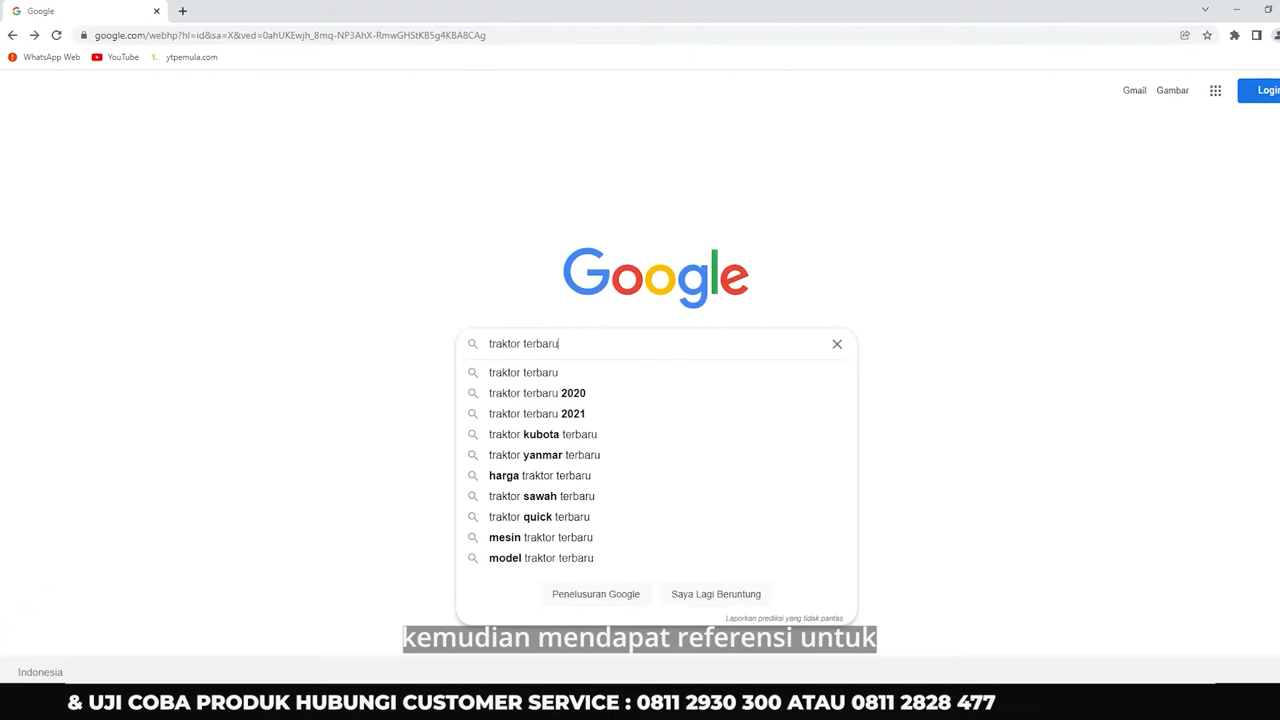 Google
google.com/webhp?hl=id&sa=X&ved=0ahUKEwjh_8mq-NP3AhX-RmwGHStKB5g4KBA8CAg
WhatsApp Web YouTube ytpemula.com
Gmail Gambar Login
Google
traktor terbaru
traktor terbaru
traktor terbaru 2020
traktor terbaru 2021
traktor kubota terbaru
traktor yanmar terbaru
harga traktor terbaru
traktor sawah terbaru
traktor quick terbaru
mesin traktor terbaru
model traktor terbaru
Penelusuran Google Saya Lagi Beruntung
Laporkan prediksi yang tidak pantas
kemudian mendapat referensi untuk
Indonesia
& UJI COBA PRODUK HUBUNGI CUSTOMER SERVICE : 0811 2930 300 ATAU 0811 2828 477